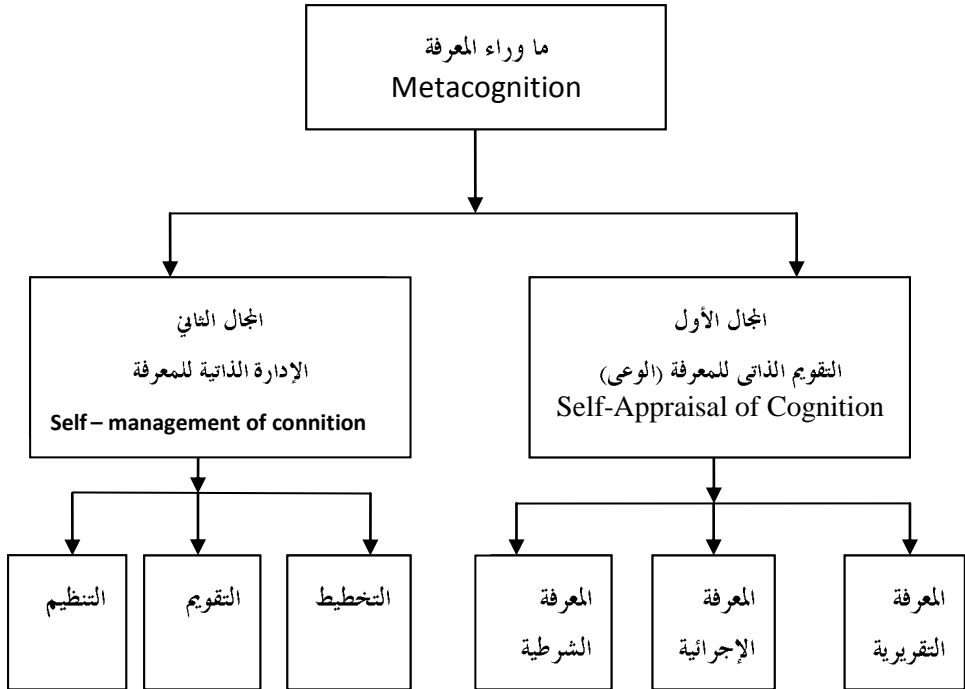 ما وراء المعرفة
Metacognition
المجال الأول
التقويم الذاتى للمعرفة (الوعى)
Self-Appraisal of Cognition
المجال الثاني
الإدارة الذاتية للمعرفة
Self – management of connition
المعرفة
التقريرية
المعرفة
الإجرائية
المعرفة
الشرطية
التخطيط
التقويم
التنظيم